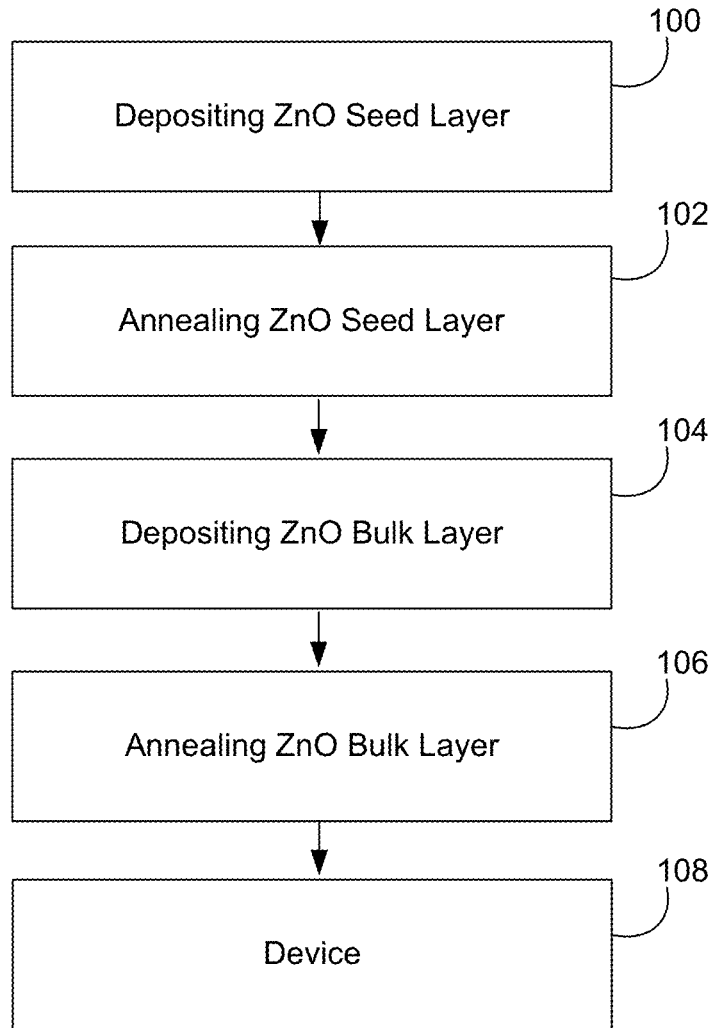 100
Depositing ZnO Seed Layer
102
Annealing ZnO Seed Layer
104
Depositing ZnO Bulk Layer
106
Annealing ZnO Bulk Layer
108
Device